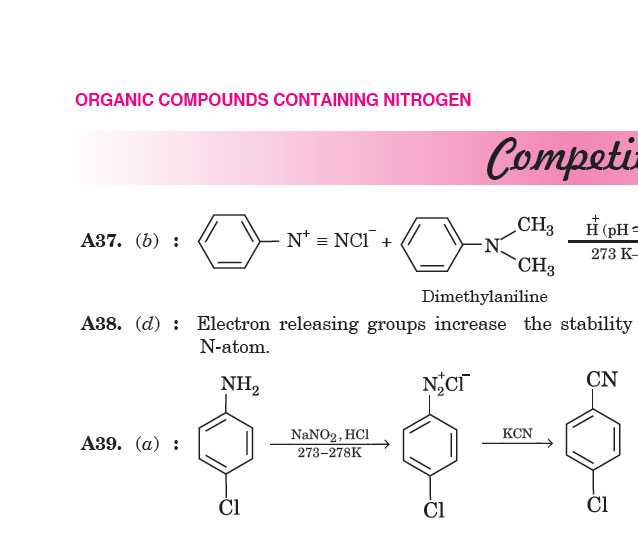 ORGANIC COMPOUNDS CONTAINING NITROGEN
Competi
A37. (b) : N⁺ ≡ NCl⁻ + N CH₃ CH₃ H⁺ (pH 273 K–
Dimethylaniline
A38. (d) : Electron releasing groups increase the stability
N-atom.
NH₂ N₂⁺Cl⁻ CN
A39. (a) : NaNO₂, HCl 273–278K KCN
Cl Cl Cl